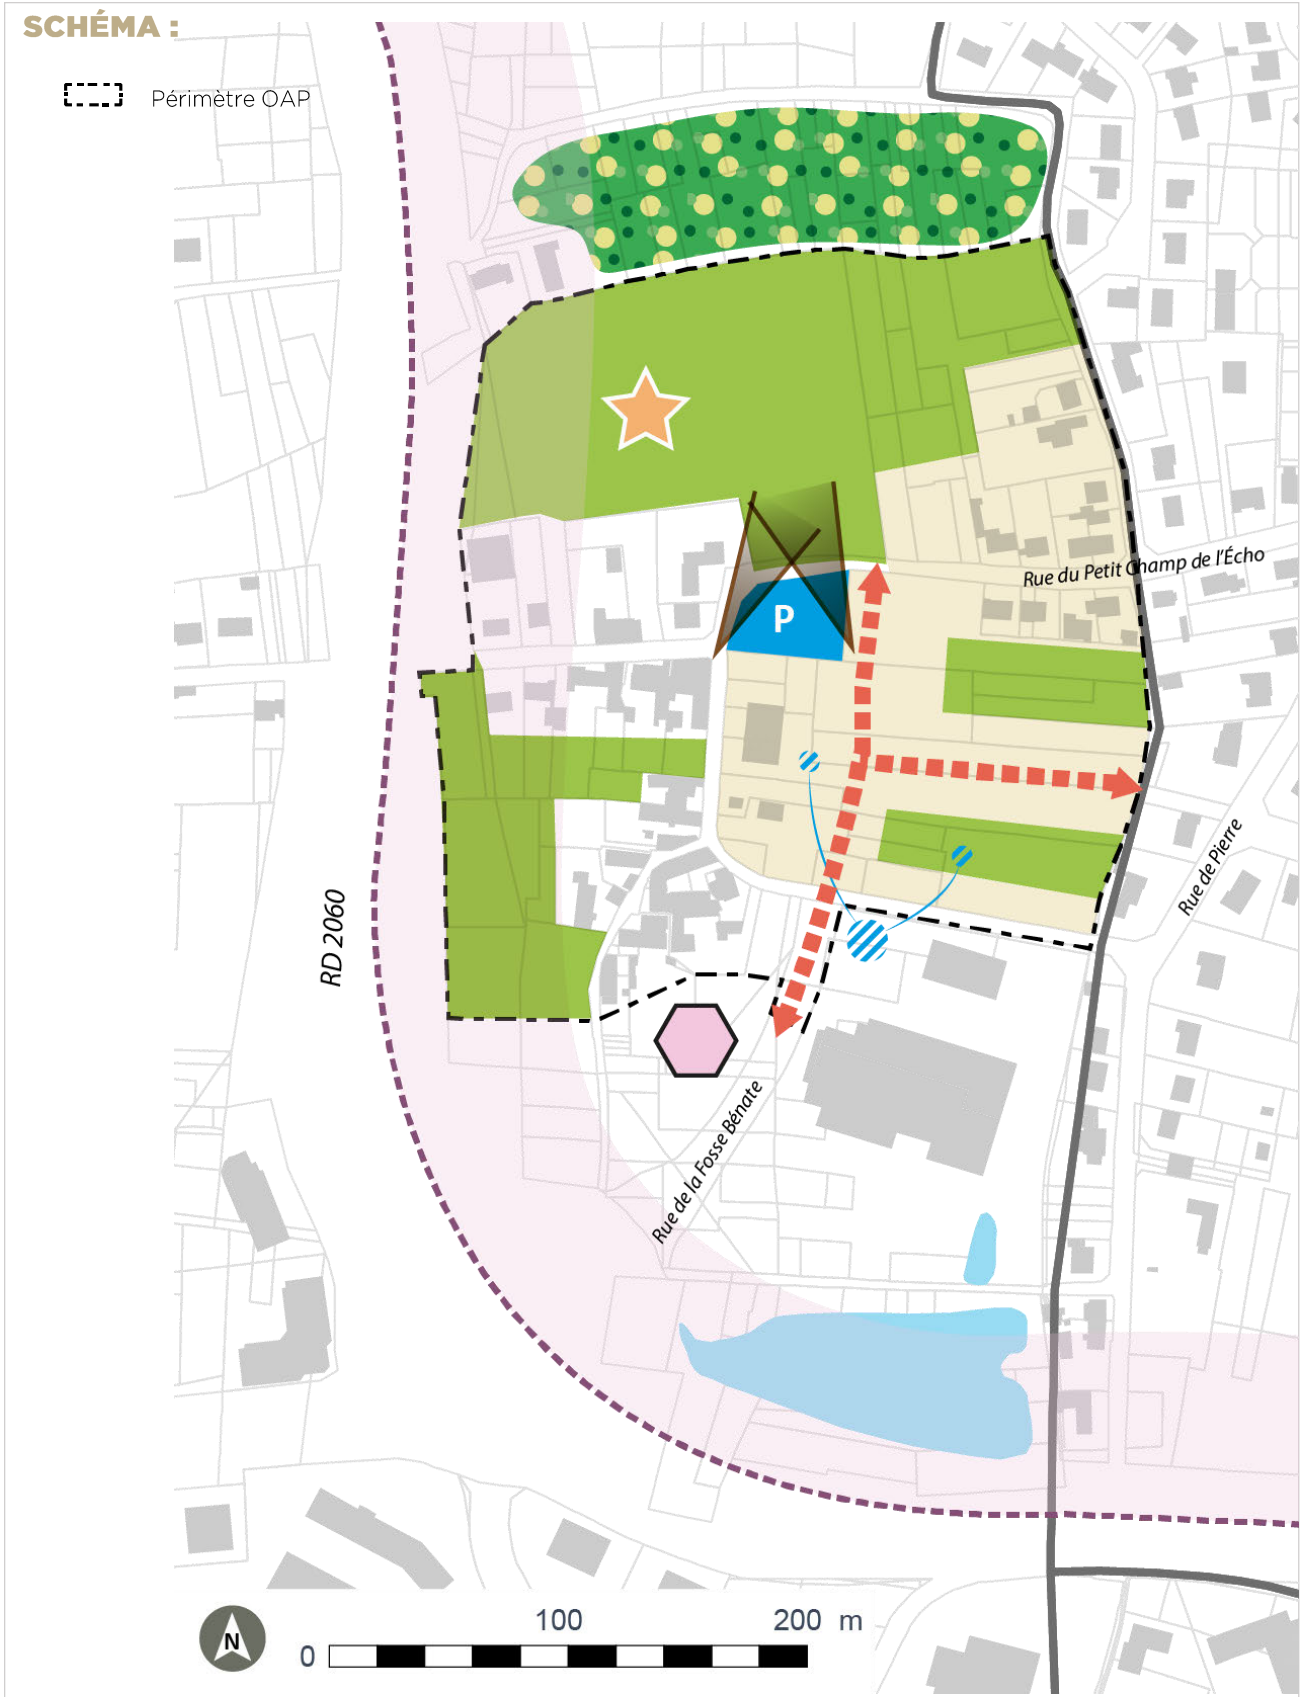 SCHÉMA :
Périmètre OAP
Rue du Petit Champ de l'Écho
P
Rue de Pierre
RD 2060
Rue de la Fosse Bénate
N
0 100 200 m